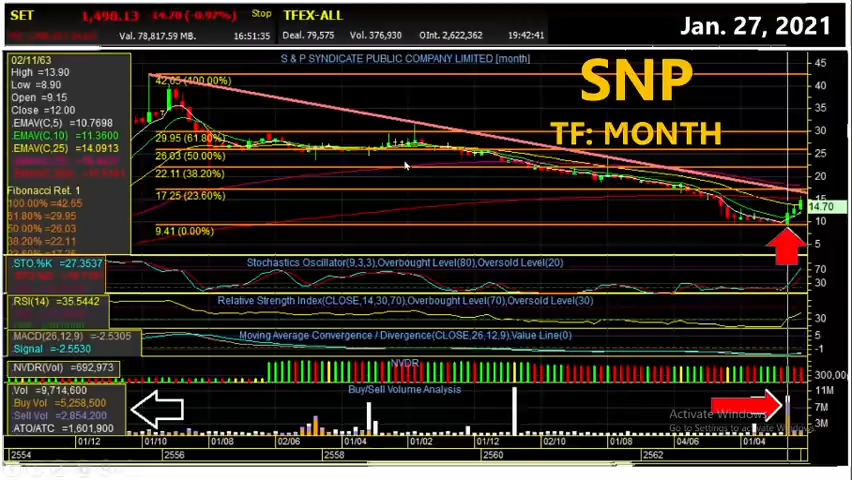 SET 1,498.13 -14.70 (-0.97%) Stop TFEX-ALL
Val. 78,817.59 MB. 16:51:35 Deal. 79,575 Vol. 376,930 OInt. 2,622,362 19:42:41
Jan. 27, 2021
S & P SYNDICATE PUBLIC COMPANY LIMITED [month]
SNP
TF: MONTH
02/11/63
High =13.90
Low =8.90
Open =9.15
Close =12.00
.EMAV(C,5) =10.7698
.EMAV(C,10) =11.3600
.EMAV(C,25) =14.0913
Fibonacci Ret. 1
100.00% =42.65
61.80% =29.95
50.00% =26.03
38.20% =22.11
23.60% =17.25
42.65 (100.00%)
29.95 (61.80%)
26.03 (50.00%)
22.11 (38.20%)
17.25 (23.60%)
9.41 (0.00%)
45
40
35
30
25
20
15
14.70
10
5
.STO.%K =27.3537
Stochastics Oscillator(9,3,3),Overbought Level(80),Oversold Level(20)
70
30
.RSI(14) =35.5442
Relative Strength Index(CLOSE,14,30,70),Overbought Level(70),Oversold Level(30)
30
.MACD(26,12,9) =-2.5305
.Signal =-2.5530
Moving Average Convergence / Divergence(CLOSE,26,12,9),Value Line(0)
5
-1
.NVDR(Vol) =692,973
NVDR
300,00
.Vol =9,714,600
.Buy Vol =5,258,500
.Sell Vol =2,854,200
ATO/ATC =1,601,900
Buy/Sell Volume Analysis
11M
7M
3M
Activate Windows
Go to Settings to activate Windows.
01/12 01/10 01/08 02/06 01/04 01/02 01/12 02/10 01/08 04/06 01/04
2554 2556 2558 2560 2562